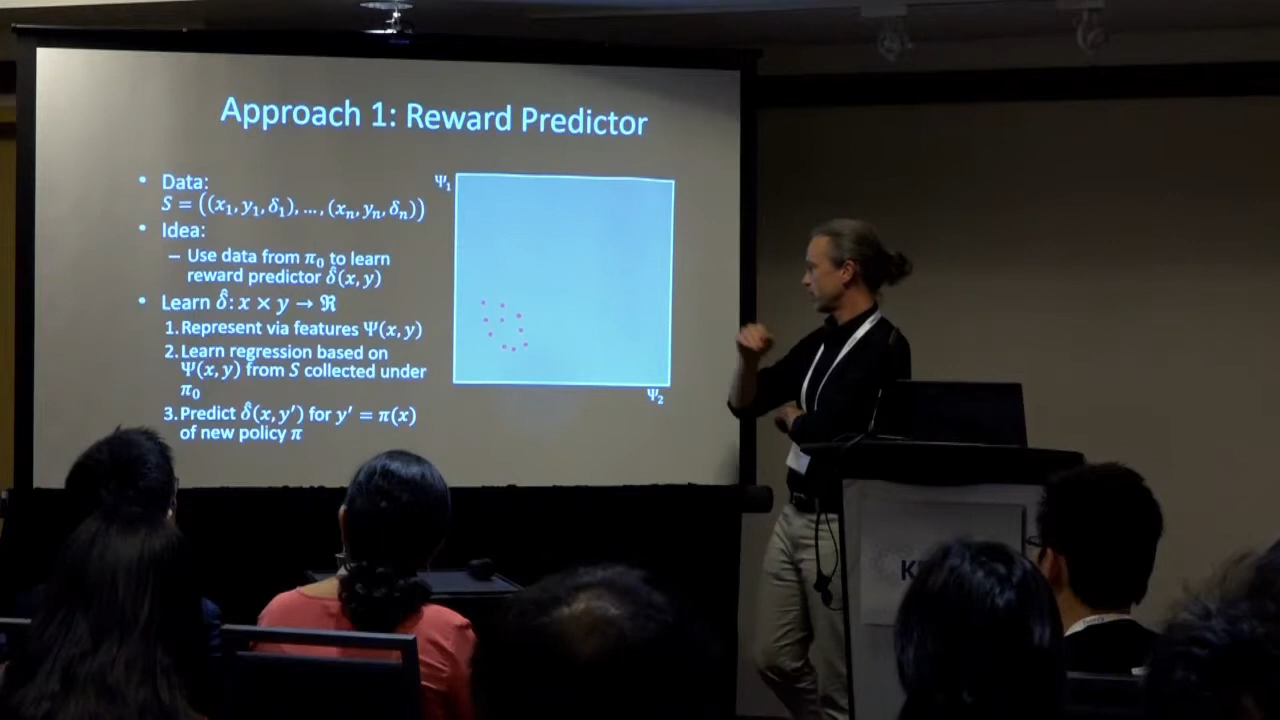 Approach 1: Reward Predictor
• Data:
S = ((x₁, y₁, δ₁), … , (xₙ, yₙ, δₙ))
• Idea:
– Use data from π₀ to learn
reward predictor δ̂(x, y)
• Learn δ̂: x × y → ℜ
1. Represent via features Ψ(x, y)
2. Learn regression based on
Ψ(x, y) from S collected under
π₀
3. Predict δ̂(x, y′) for y′ = π(x)
of new policy π
Ψ₁
Ψ₂